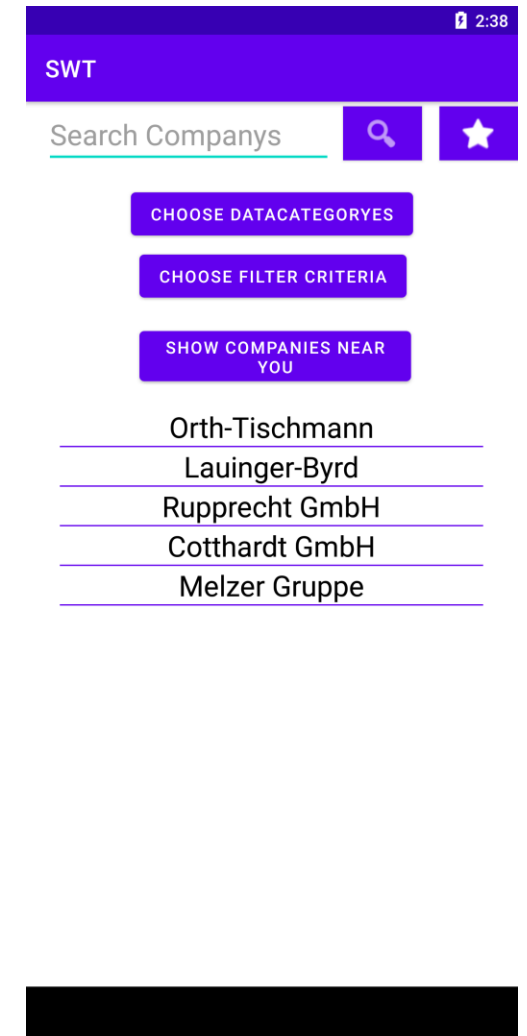 2:38
SWT
Search Companys
CHOOSE DATACATEGORYES
CHOOSE FILTER CRITERIA
SHOW COMPANIES NEAR
YOU
Orth-Tischmann
Lauinger-Byrd
Rupprecht GmbH
Cotthardt GmbH
Melzer Gruppe